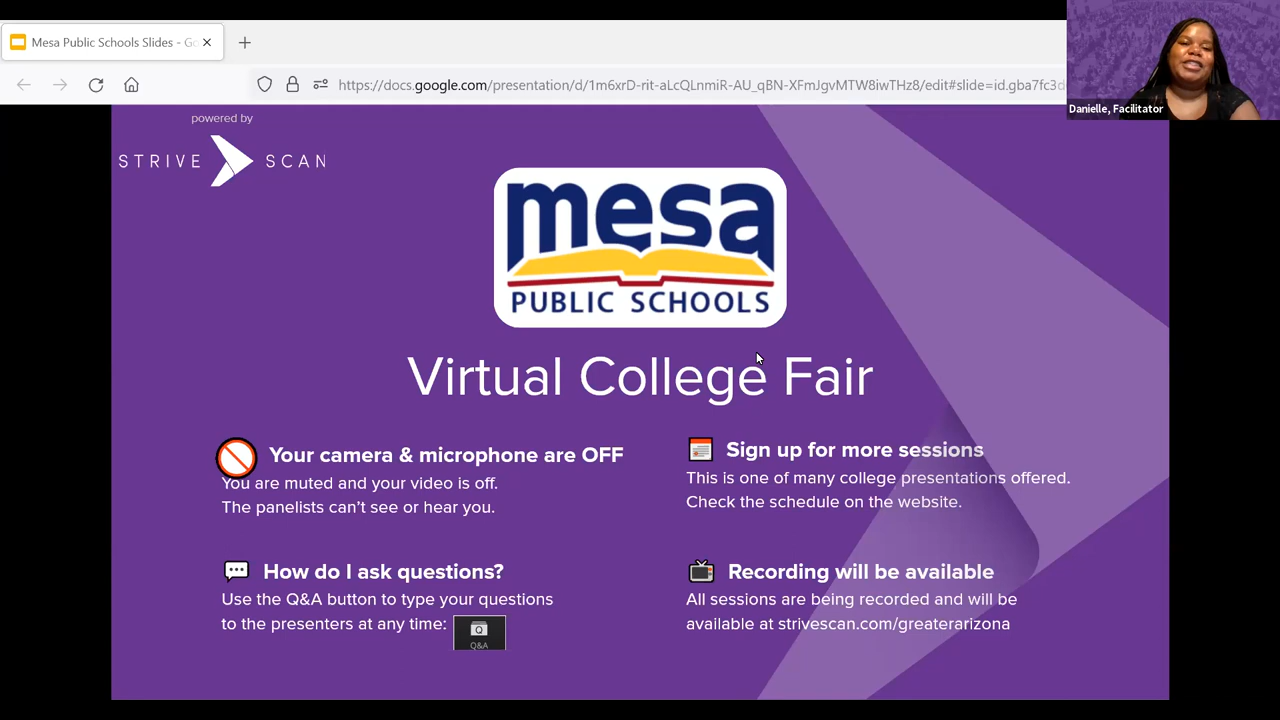 Mesa Public Schools Slides - Go
https://docs.google.com/presentation/d/1m6xrD-rit-aLcQLnmiR-AU_qBN-XFmJgvMTW8iwTHz8/edit#slide=id.gba7fc3d
Danielle, Facilitator
powered by
STRIVE SCAN
mesa
PUBLIC SCHOOLS
Virtual College Fair
Your camera & microphone are OFF
You are muted and your video is off.
The panelists can't see or hear you.
Sign up for more sessions
This is one of many college presentations offered.
Check the schedule on the website.
How do I ask questions?
Use the Q&A button to type your questions
to the presenters at any time:
Q
Q&A
Recording will be available
All sessions are being recorded and will be
available at strivescan.com/greaterarizona